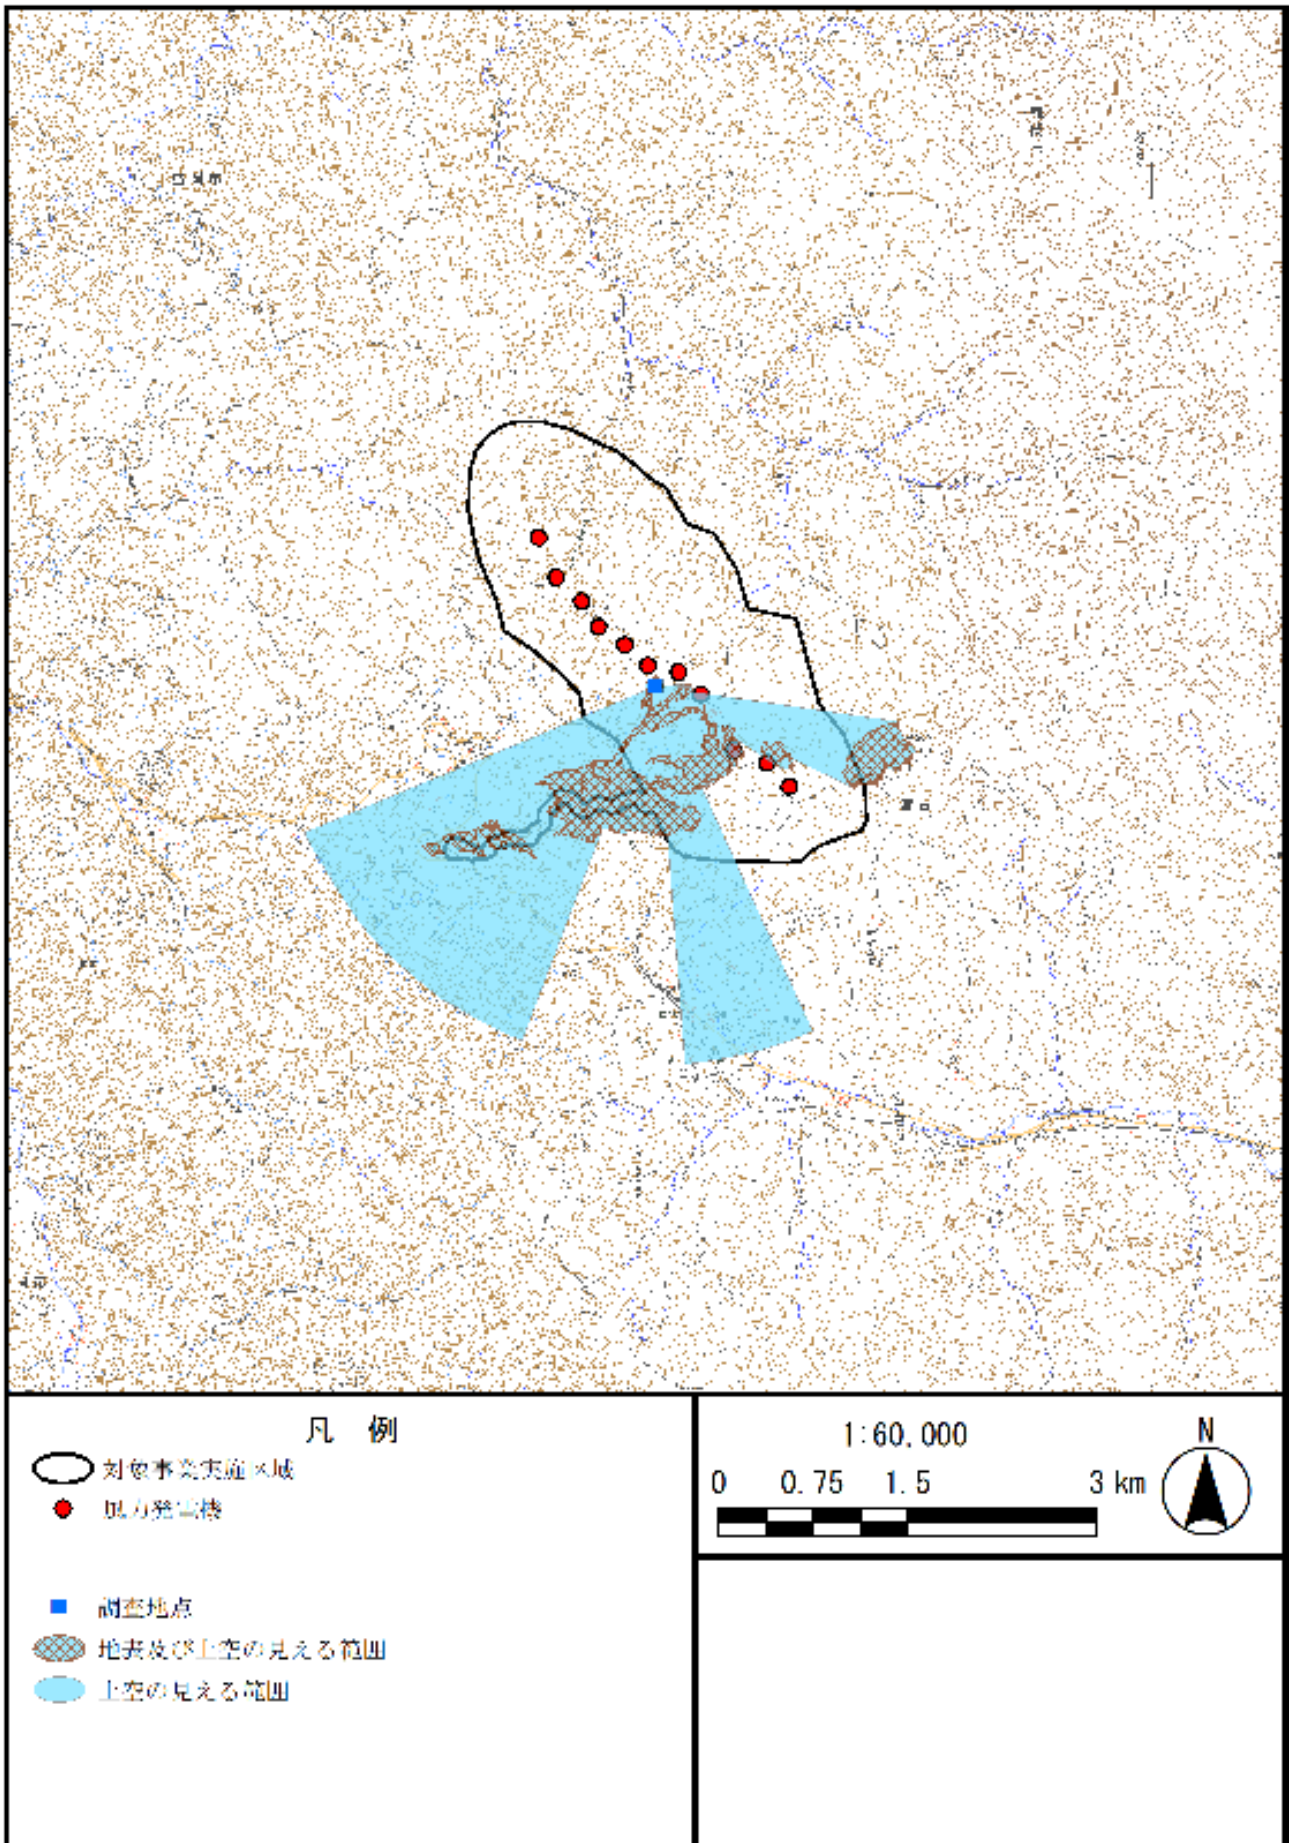 凡 例
対象事業実施区域
風力発電機
調査地点
地表及び上空の見える範囲
上空の見える範囲
1:60,000
N
0 0.75 1.5 3 km